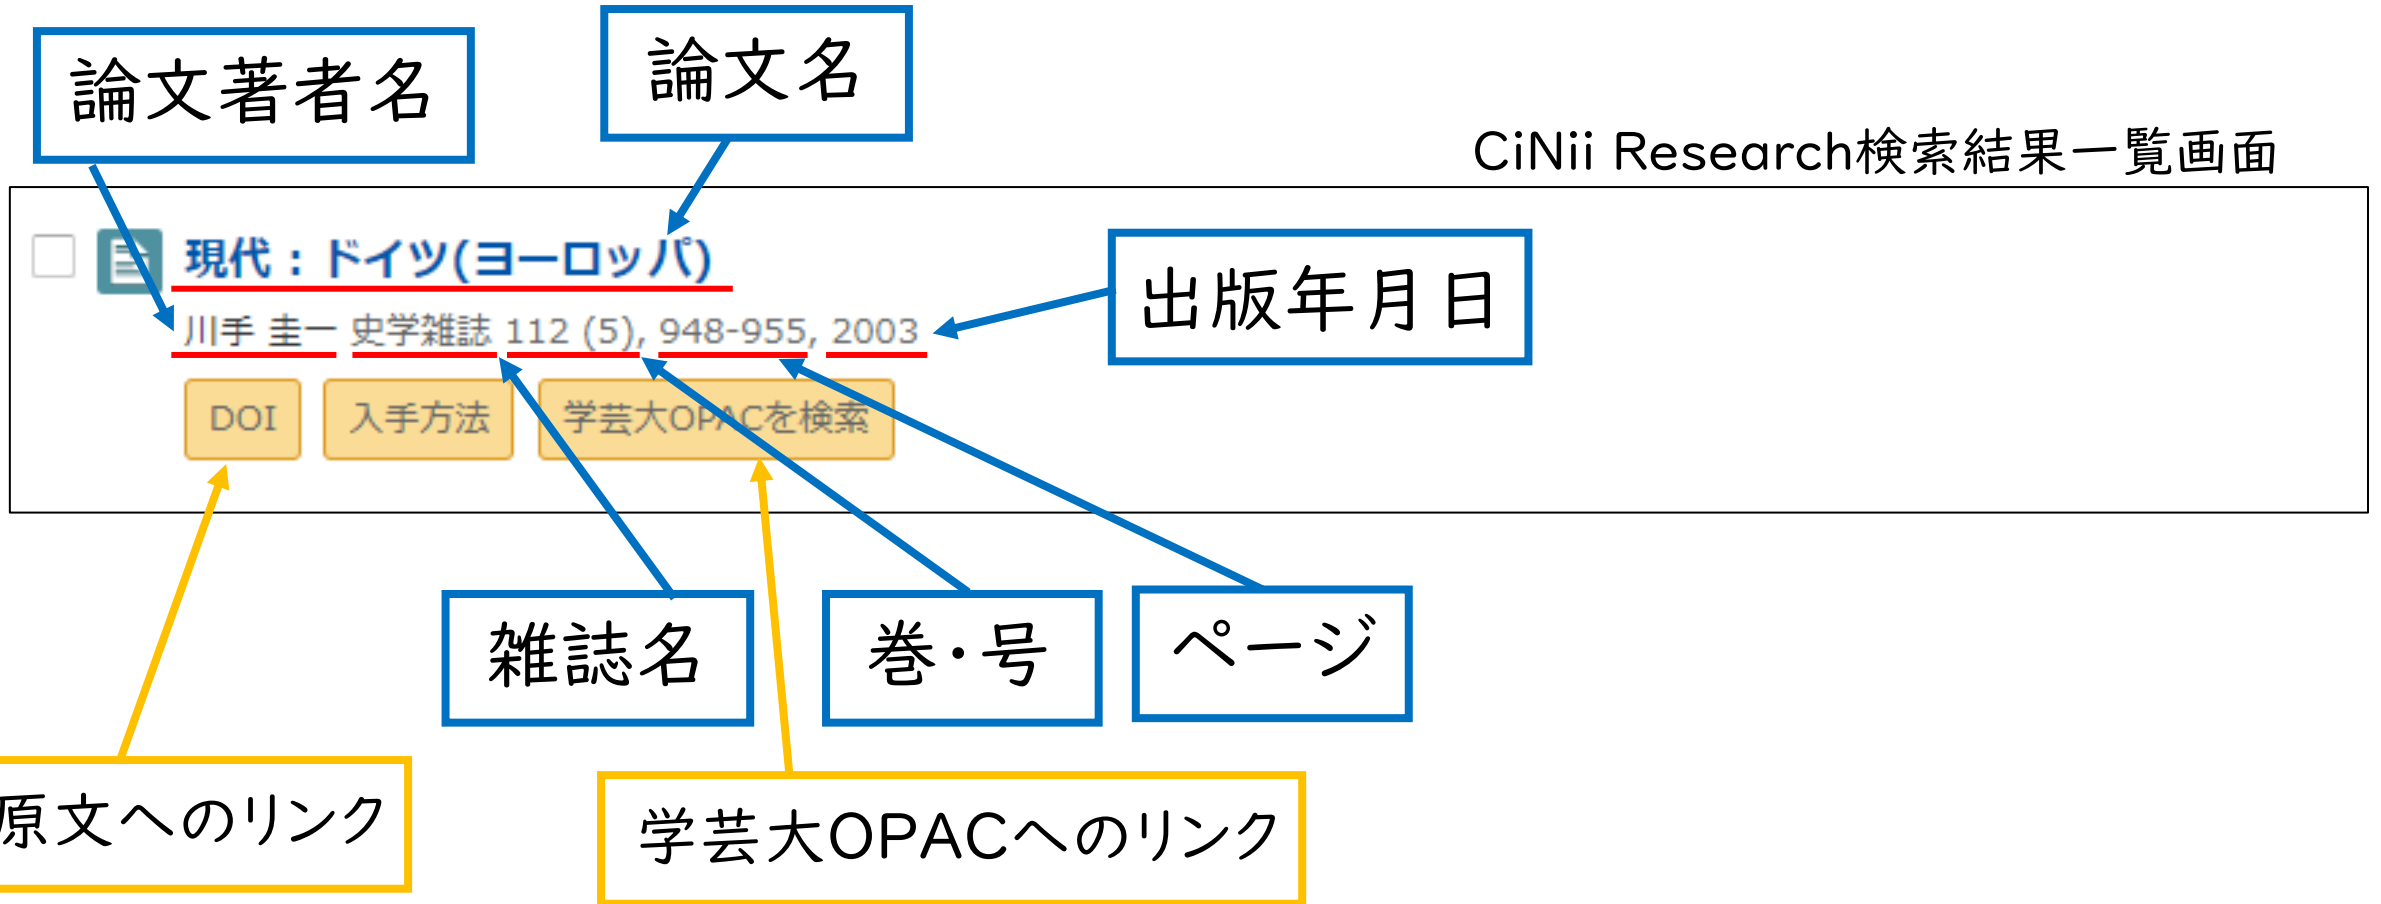 論文著者名
論文名
CiNii Research検索結果一覧画面
現代：ドイツ(ヨーロッパ)
出版年月日
川手 圭一 史学雑誌 112 (5), 948-955, 2003
DOI
入手方法
学芸大OPACを検索
雑誌名
巻・号
ページ
原文へのリンク
学芸大OPACへのリンク